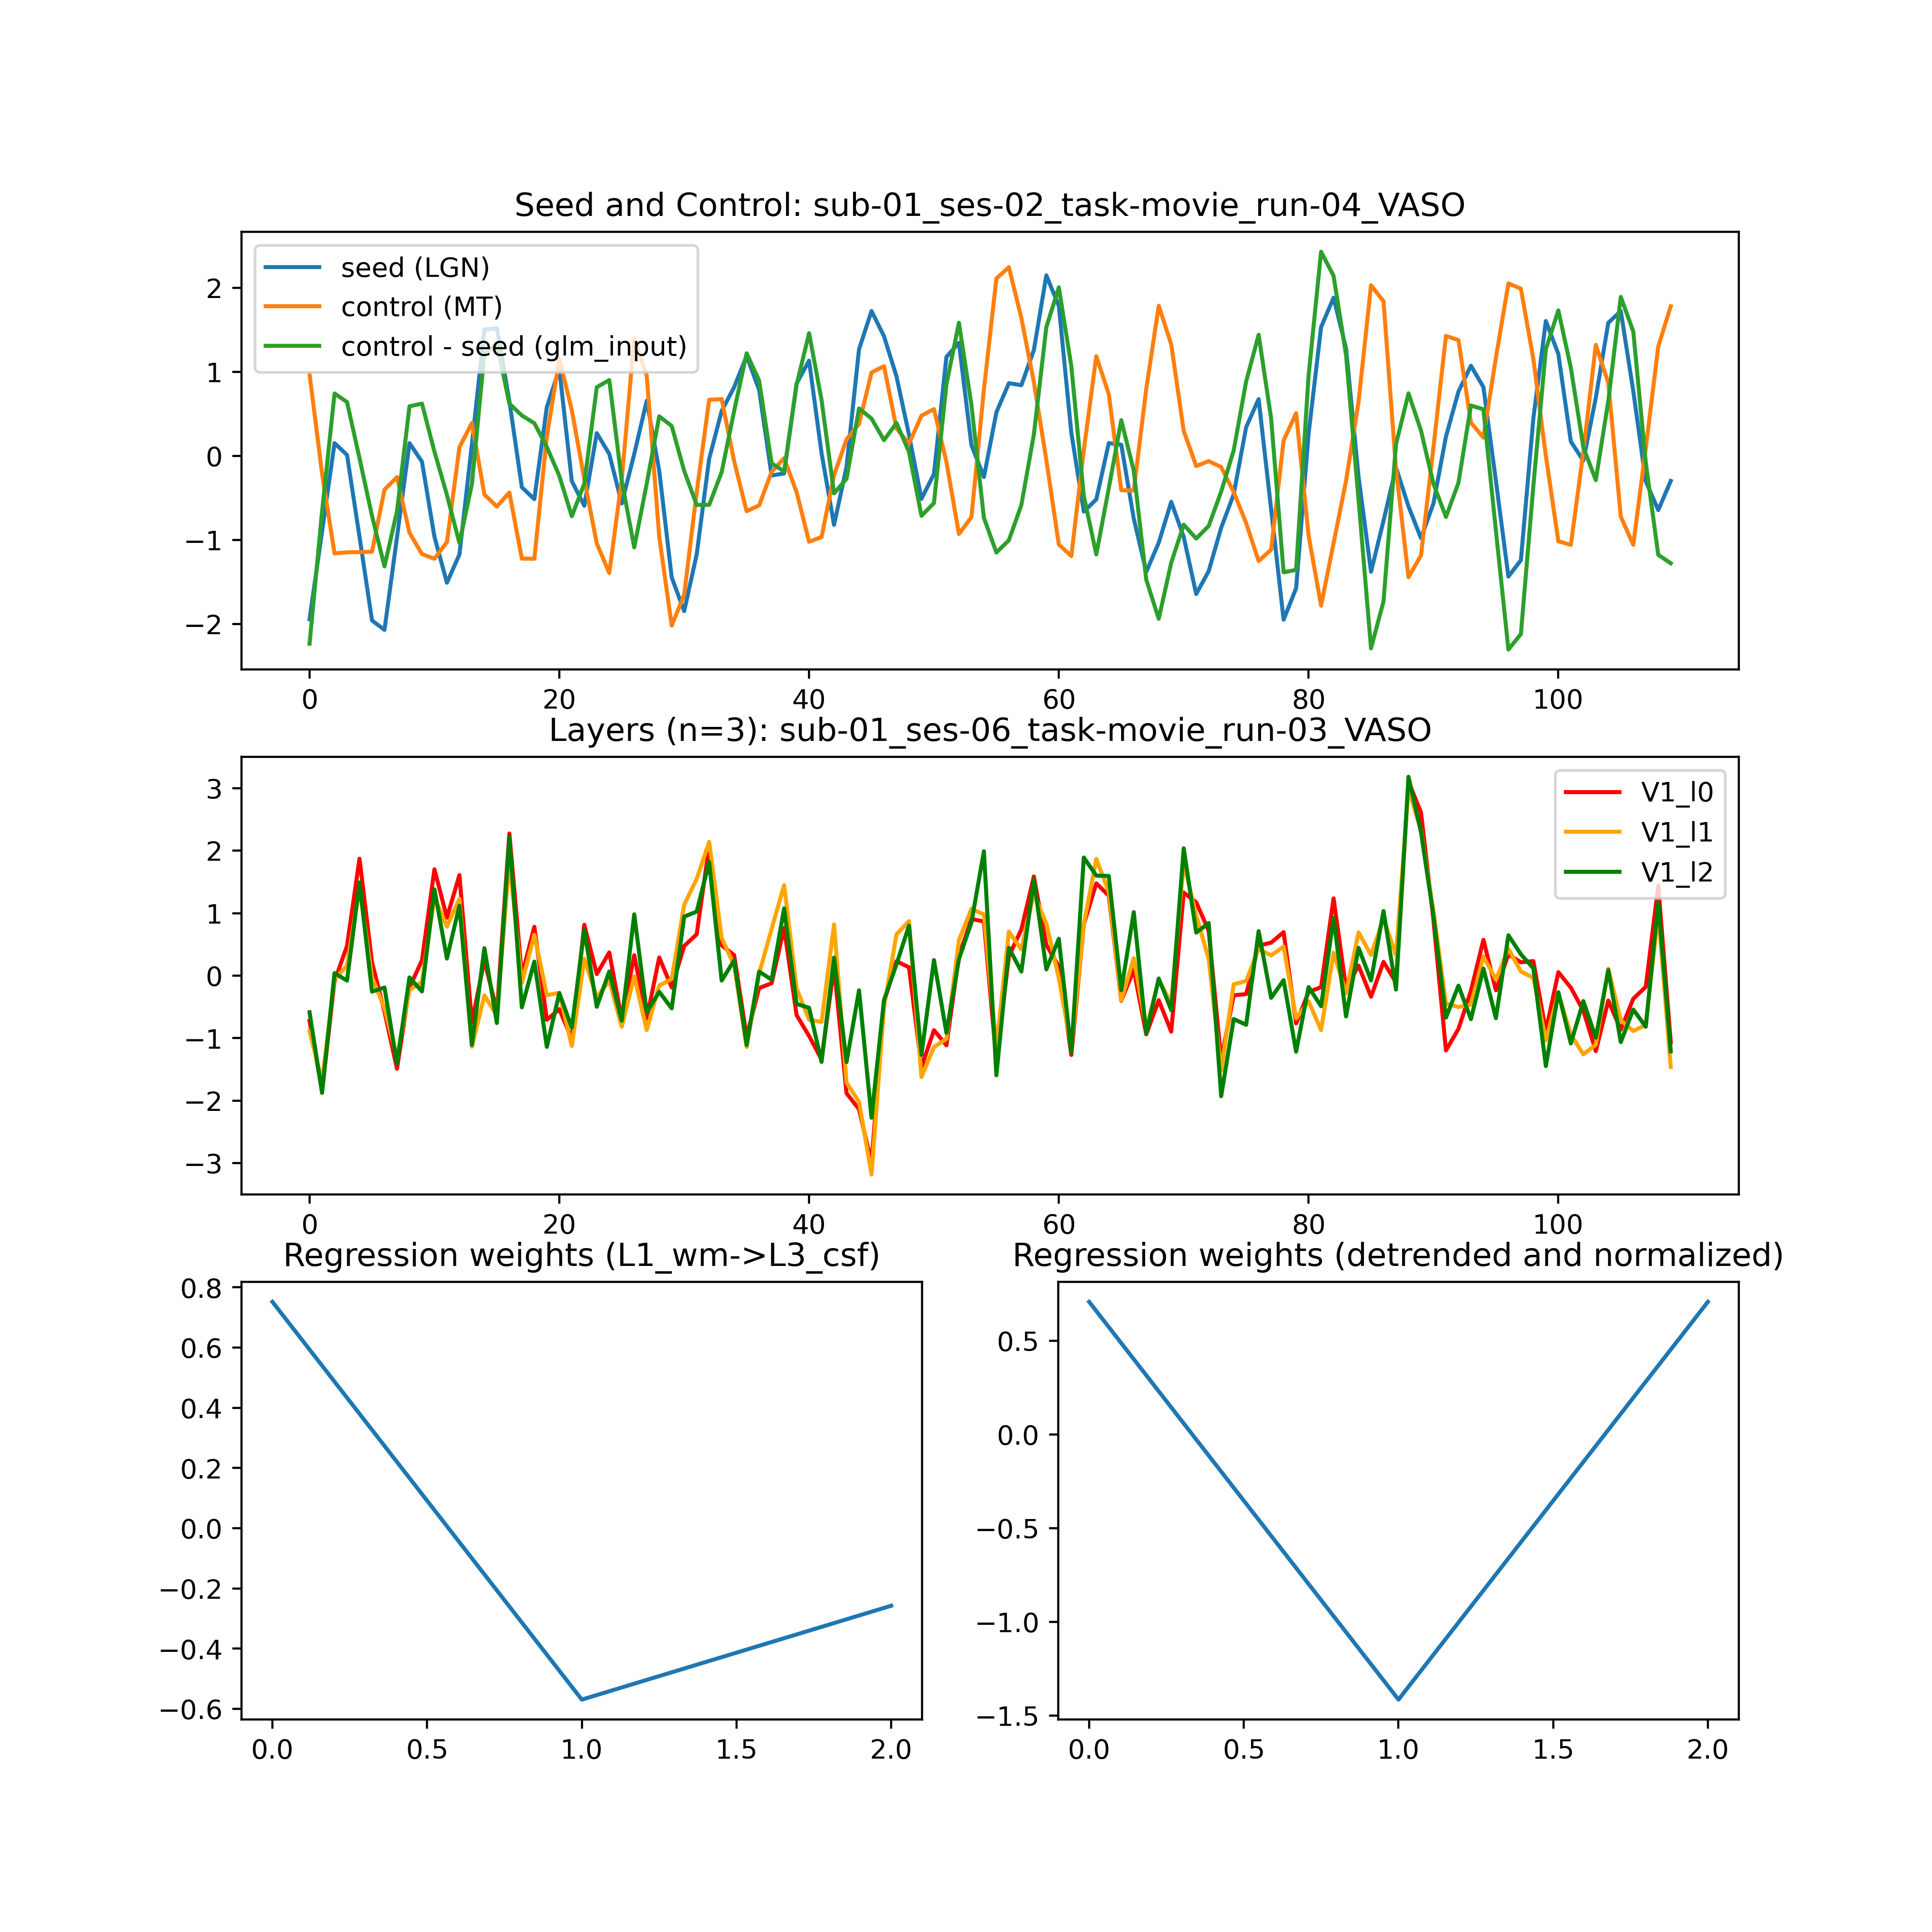 Seed and Control: sub-01_ses-02_task-movie_run-04_VASO
seed (LGN)
control (MT)
control - seed (glm_input)
2
1
0
−1
−2
0 20 40 60 80 100
Layers (n=3): sub-01_ses-06_task-movie_run-03_VASO
V1_l0
V1_l1
V1_l2
3
2
1
0
−1
−2
−3
0 20 40 60 80 100
Regression weights (L1_wm->L3_csf)
0.8
0.6
0.4
0.2
0.0
−0.2
−0.4
−0.6
0.0 0.5 1.0 1.5 2.0
Regression weights (detrended and normalized)
0.5
0.0
−0.5
−1.0
−1.5
0.0 0.5 1.0 1.5 2.0